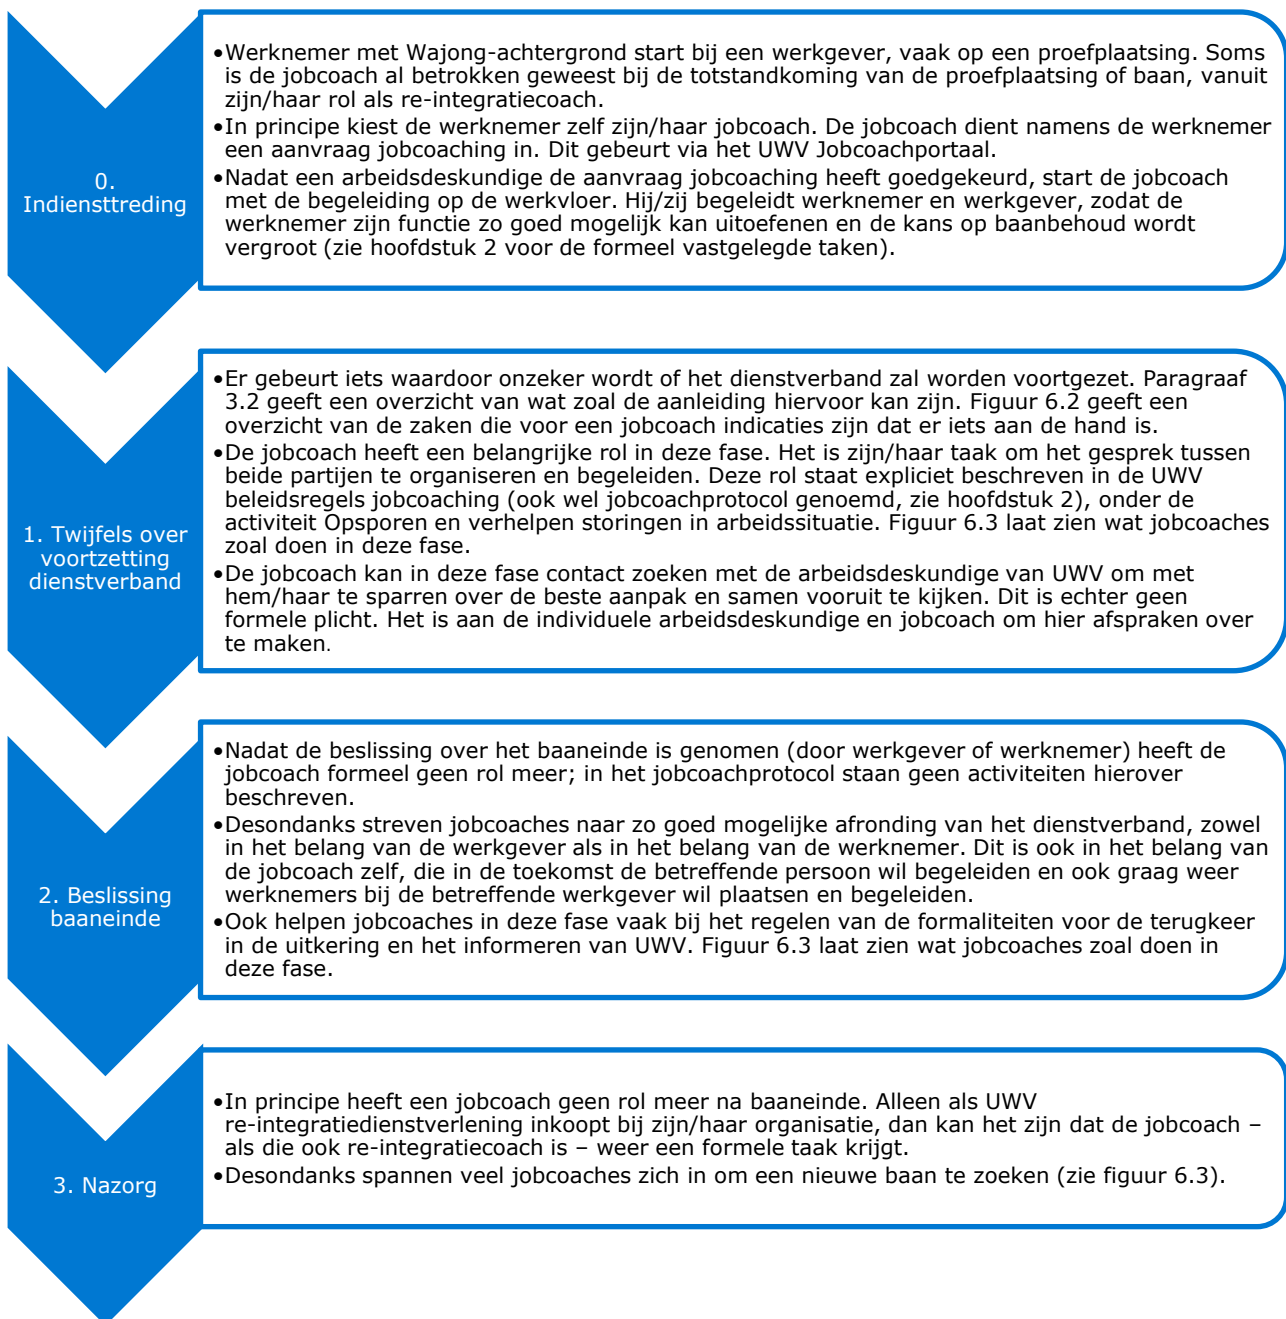 0.
Indiensttreding
•Werknemer met Wajong-achtergrond start bij een werkgever, vaak op een proefplaatsing. Soms
is de jobcoach al betrokken geweest bij de totstandkoming van de proefplaatsing of baan, vanuit
zijn/haar rol als re-integratiecoach.
•In principe kiest de werknemer zelf zijn/haar jobcoach. De jobcoach dient namens de werknemer
een aanvraag jobcoaching in. Dit gebeurt via het UWV Jobcoachportaal.
•Nadat een arbeidsdeskundige de aanvraag jobcoaching heeft goedgekeurd, start de jobcoach
met de begeleiding op de werkvloer. Hij/zij begeleidt werknemer en werkgever, zodat de
werknemer zijn functie zo goed mogelijk kan uitoefenen en de kans op baanbehoud wordt
vergroot (zie hoofdstuk 2 voor de formeel vastgelegde taken).
1. Twijfels over
voortzetting
dienstverband
•Er gebeurt iets waardoor onzeker wordt of het dienstverband zal worden voortgezet. Paragraaf
3.2 geeft een overzicht van wat zoal de aanleiding hiervoor kan zijn. Figuur 6.2 geeft een
overzicht van de zaken die voor een jobcoach indicaties zijn dat er iets aan de hand is.
•De jobcoach heeft een belangrijke rol in deze fase. Het is zijn/haar taak om het gesprek tussen
beide partijen te organiseren en begeleiden. Deze rol staat expliciet beschreven in de UWV
beleidsregels jobcoaching (ook wel jobcoachprotocol genoemd, zie hoofdstuk 2), onder de
activiteit Opsporen en verhelpen storingen in arbeidssituatie. Figuur 6.3 laat zien wat jobcoaches
zoal doen in deze fase.
•De jobcoach kan in deze fase contact zoeken met de arbeidsdeskundige van UWV om met
hem/haar te sparren over de beste aanpak en samen vooruit te kijken. Dit is echter geen
formele plicht. Het is aan de individuele arbeidsdeskundige en jobcoach om hier afspraken over
te maken.
2. Beslissing
baaneinde
•Nadat de beslissing over het baaneinde is genomen (door werkgever of werknemer) heeft de
jobcoach formeel geen rol meer; in het jobcoachprotocol staan geen activiteiten hierover
beschreven.
•Desondanks streven jobcoaches naar zo goed mogelijke afronding van het dienstverband, zowel
in het belang van de werkgever als in het belang van de werknemer. Dit is ook in het belang van
de jobcoach zelf, die in de toekomst de betreffende persoon wil begeleiden en ook graag weer
werknemers bij de betreffende werkgever wil plaatsen en begeleiden.
•Ook helpen jobcoaches in deze fase vaak bij het regelen van de formaliteiten voor de terugkeer
in de uitkering en het informeren van UWV. Figuur 6.3 laat zien wat jobcoaches zoal doen in
deze fase.
3. Nazorg
•In principe heeft een jobcoach geen rol meer na baaneinde. Alleen als UWV
re-integratiedienstverlening inkoopt bij zijn/haar organisatie, dan kan het zijn dat de jobcoach –
als die ook re-integratiecoach is – weer een formele taak krijgt.
•Desondanks spannen veel jobcoaches zich in om een nieuwe baan te zoeken (zie figuur 6.3).